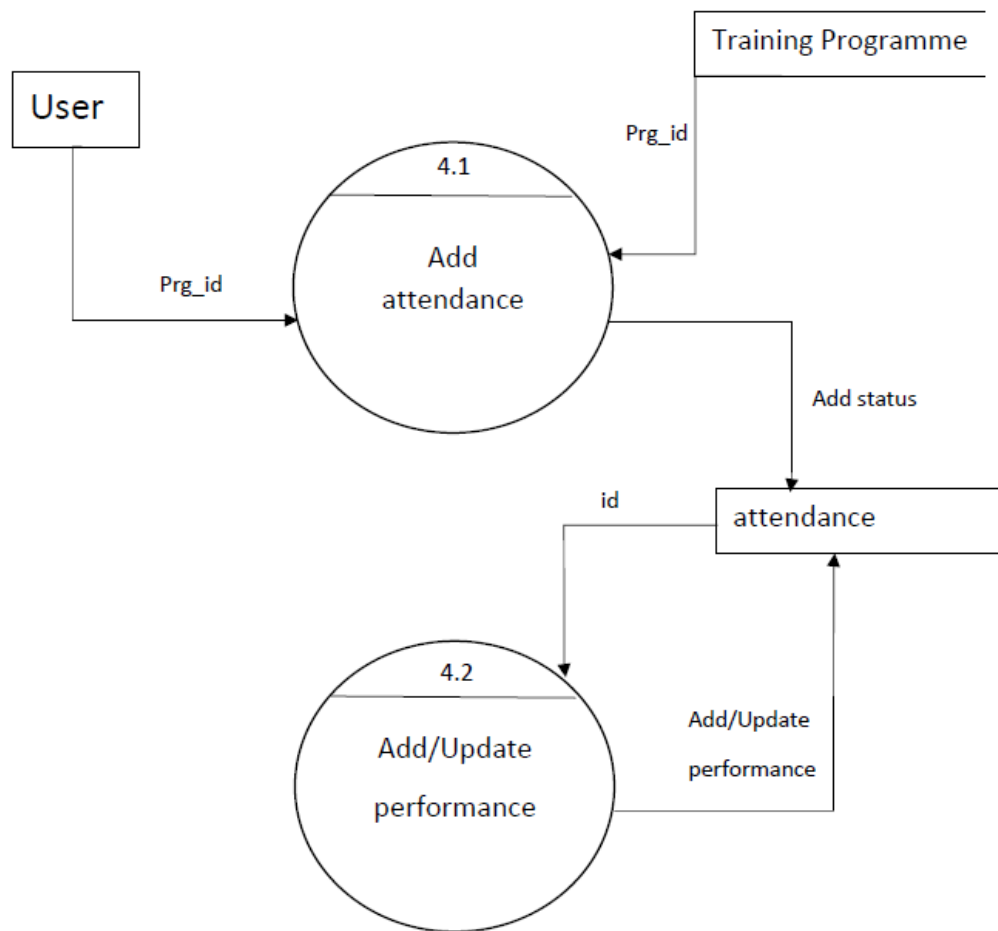 Training Programme
User
Prg_id
4.1
Add
attendance
Prg_id
Add status
id
attendance
4.2
Add/Update
performance
Add/Update
performance